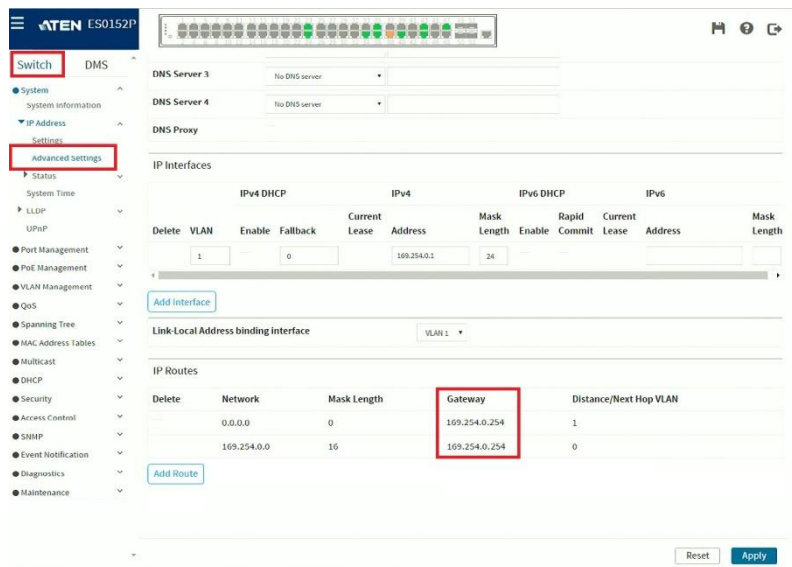 ATEN ES0152P
Switch DMS
System
System Information
IP Address
Settings
Advanced Settings
Status
System Time
LLDP
UPnP
Port Management
PoE Management
VLAN Management
QoS
Spanning Tree
MAC Address Tables
Multicast
DHCP
Security
Access Control
SNMP
Event Notification
Diagnostics
Maintenance
DNS Server 3 No DNS server
DNS Server 4 No DNS server
DNS Proxy
IP Interfaces
IPv4 DHCP IPv4 IPv6 DHCP IPv6
Delete VLAN Enable Fallback Current Lease Address Mask Length Enable Rapid Commit Current Lease Address Mask Length
1 0 169.254.0.1 24
Add Interface
Link-Local Address binding interface VLAN 1
IP Routes
Delete Network Mask Length Gateway Distance/Next Hop VLAN
0.0.0.0 0 169.254.0.254 1
169.254.0.0 16 169.254.0.254 0
Add Route
Reset Apply